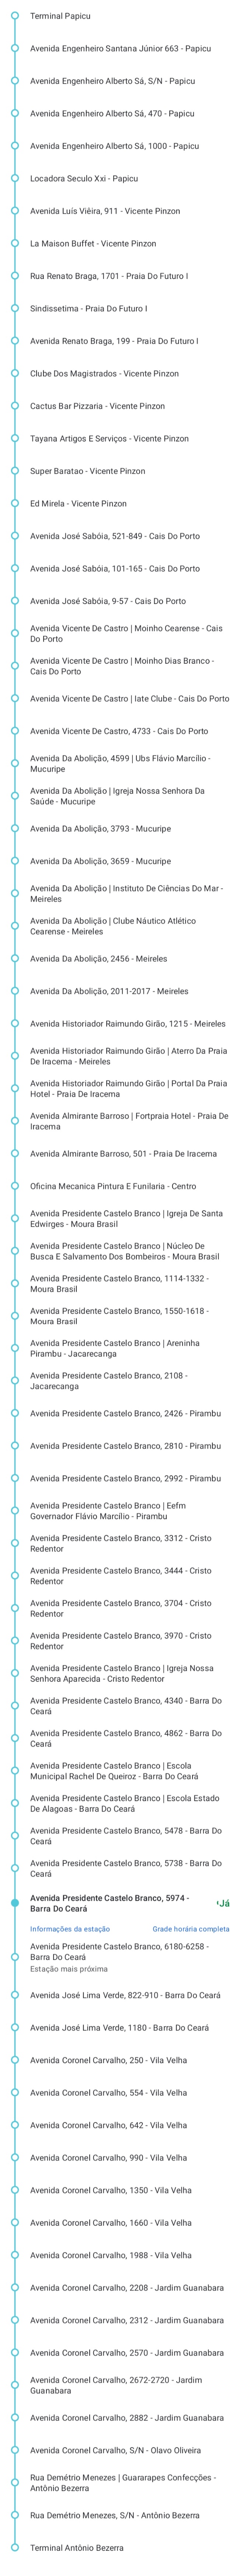 Terminal Papicu
Avenida Engenheiro Santana Júnior 663 - Papicu
Avenida Engenheiro Alberto Sá, S/N - Papicu
Avenida Engenheiro Alberto Sá, 470 - Papicu
Avenida Engenheiro Alberto Sá, 1000 - Papicu
Locadora Seculo Xxi - Papicu
Avenida Luís Viêira, 911 - Vicente Pinzon
La Maison Buffet - Vicente Pinzon
Rua Renato Braga, 1701 - Praia Do Futuro I
Sindissetima - Praia Do Futuro I
Avenida Renato Braga, 199 - Praia Do Futuro I
Clube Dos Magistrados - Vicente Pinzon
Cactus Bar Pizzaria - Vicente Pinzon
Tayana Artigos E Serviços - Vicente Pinzon
Super Baratao - Vicente Pinzon
Ed Mirela - Vicente Pinzon
Avenida José Sabóia, 521-849 - Cais Do Porto
Avenida José Sabóia, 101-165 - Cais Do Porto
Avenida José Sabóia, 9-57 - Cais Do Porto
Avenida Vicente De Castro | Moinho Cearense - Cais
Do Porto
Avenida Vicente De Castro | Moinho Dias Branco -
Cais Do Porto
Avenida Vicente De Castro | Iate Clube - Cais Do Porto
Avenida Vicente De Castro, 4733 - Cais Do Porto
Avenida Da Abolição, 4599 | Ubs Flávio Marcílio -
Mucuripe
Avenida Da Abolição | Igreja Nossa Senhora Da
Saúde - Mucuripe
Avenida Da Abolição, 3793 - Mucuripe
Avenida Da Abolição, 3659 - Mucuripe
Avenida Da Abolição | Instituto De Ciências Do Mar -
Meireles
Avenida Da Abolição | Clube Náutico Atlético
Cearense - Meireles
Avenida Da Abolição, 2456 - Meireles
Avenida Da Abolição, 2011-2017 - Meireles
Avenida Historiador Raimundo Girão, 1215 - Meireles
Avenida Historiador Raimundo Girão | Aterro Da Praia
De Iracema - Meireles
Avenida Historiador Raimundo Girão | Portal Da Praia
Hotel - Praia De Iracema
Avenida Almirante Barroso | Fortpraia Hotel - Praia De
Iracema
Avenida Almirante Barroso, 501 - Praia De Iracema
Oficina Mecanica Pintura E Funilaria - Centro
Avenida Presidente Castelo Branco | Igreja De Santa
Edwirges - Moura Brasil
Avenida Presidente Castelo Branco | Núcleo De
Busca E Salvamento Dos Bombeiros - Moura Brasil
Avenida Presidente Castelo Branco, 1114-1332 -
Moura Brasil
Avenida Presidente Castelo Branco, 1550-1618 -
Moura Brasil
Avenida Presidente Castelo Branco | Areninha
Pirambu - Jacarecanga
Avenida Presidente Castelo Branco, 2108 -
Jacarecanga
Avenida Presidente Castelo Branco, 2426 - Pirambu
Avenida Presidente Castelo Branco, 2810 - Pirambu
Avenida Presidente Castelo Branco, 2992 - Pirambu
Avenida Presidente Castelo Branco | Eefm
Governador Flávio Marcílio - Pirambu
Avenida Presidente Castelo Branco, 3312 - Cristo
Redentor
Avenida Presidente Castelo Branco, 3444 - Cristo
Redentor
Avenida Presidente Castelo Branco, 3704 - Cristo
Redentor
Avenida Presidente Castelo Branco, 3970 - Cristo
Redentor
Avenida Presidente Castelo Branco | Igreja Nossa
Senhora Aparecida - Cristo Redentor
Avenida Presidente Castelo Branco, 4340 - Barra Do
Ceará
Avenida Presidente Castelo Branco, 4862 - Barra Do
Ceará
Avenida Presidente Castelo Branco | Escola
Municipal Rachel De Queiroz - Barra Do Ceará
Avenida Presidente Castelo Branco | Escola Estado
De Alagoas - Barra Do Ceará
Avenida Presidente Castelo Branco, 5478 - Barra Do
Ceará
Avenida Presidente Castelo Branco, 5738 - Barra Do
Ceará
Avenida Presidente Castelo Branco, 5974 -
Barra Do Ceará
Já
Informações da estação
Grade horária completa
Avenida Presidente Castelo Branco, 6180-6258 -
Barra Do Ceará
Estação mais próxima
Avenida José Lima Verde, 822-910 - Barra Do Ceará
Avenida José Lima Verde, 1180 - Barra Do Ceará
Avenida Coronel Carvalho, 250 - Vila Velha
Avenida Coronel Carvalho, 554 - Vila Velha
Avenida Coronel Carvalho, 642 - Vila Velha
Avenida Coronel Carvalho, 990 - Vila Velha
Avenida Coronel Carvalho, 1350 - Vila Velha
Avenida Coronel Carvalho, 1660 - Vila Velha
Avenida Coronel Carvalho, 1988 - Vila Velha
Avenida Coronel Carvalho, 2208 - Jardim Guanabara
Avenida Coronel Carvalho, 2312 - Jardim Guanabara
Avenida Coronel Carvalho, 2570 - Jardim Guanabara
Avenida Coronel Carvalho, 2672-2720 - Jardim
Guanabara
Avenida Coronel Carvalho, 2882 - Jardim Guanabara
Avenida Coronel Carvalho, S/N - Olavo Oliveira
Rua Demétrio Menezes | Guararapes Confecções -
Antônio Bezerra
Rua Demétrio Menezes, S/N - Antônio Bezerra
Terminal Antônio Bezerra